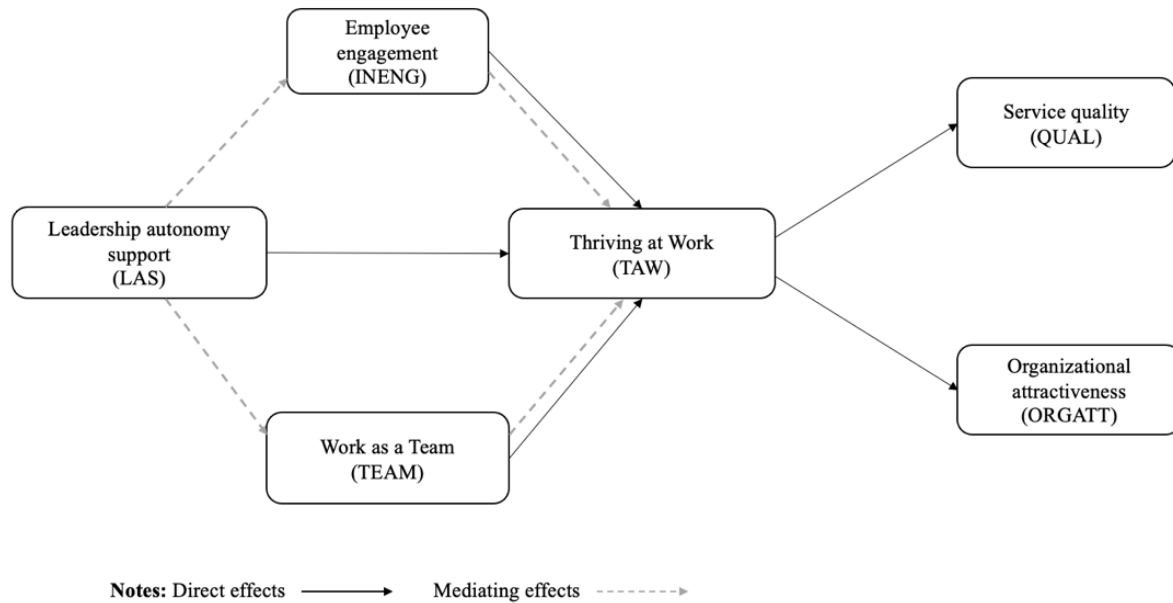 Employee
engagement
(INENG)
Service quality
(QUAL)
Leadership autonomy
support
(LAS)
Thriving at Work
(TAW)
Organizational
attractiveness
(ORGATT)
Work as a Team
(TEAM)
Notes: Direct effects
Mediating effects